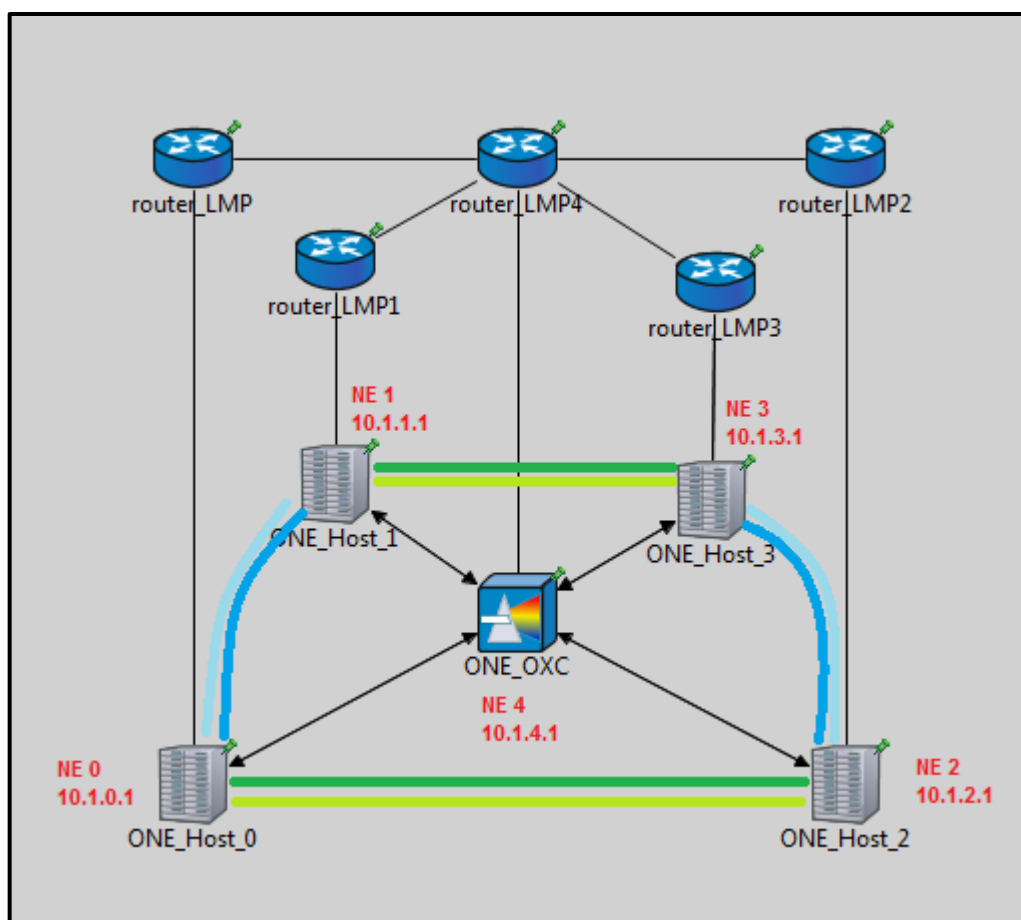 router_LMP
router_LMP4
router_LMP2
router_LMP1
router_LMP3
NE 1
10.1.1.1
NE 3
10.1.3.1
ONE_Host_1
ONE_Host_3
ONE_OXC
NE 4
10.1.4.1
NE 0
10.1.0.1
NE 2
10.1.2.1
ONE_Host_0
ONE_Host_2